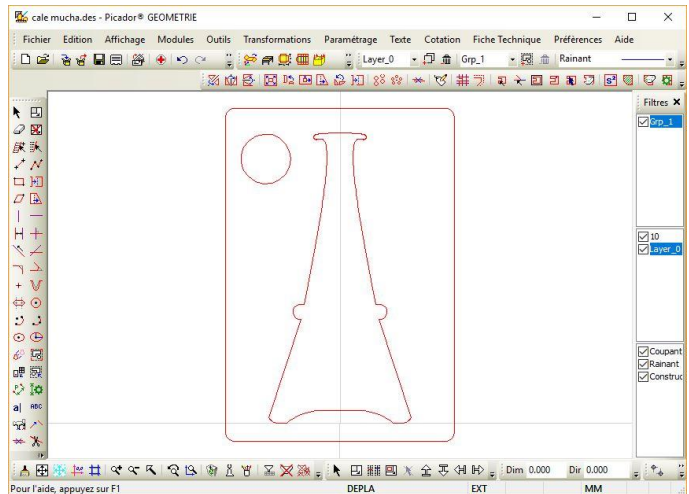 cale mucha.des - Picador® GEOMETRIE
Fichier Edition Affichage Modules Outils Transformations Paramétrage Texte Cotation Fiche Technique Préférences Aide
Layer_0 Grp_1 Rainant
Filtres
Grp_1
10
Layer_0
Coupant
Rainant
Construc
a| ABC
Dim 0.000 Dir 0.000
Pour l'aide, appuyez sur F1 DEPLA EXT MM